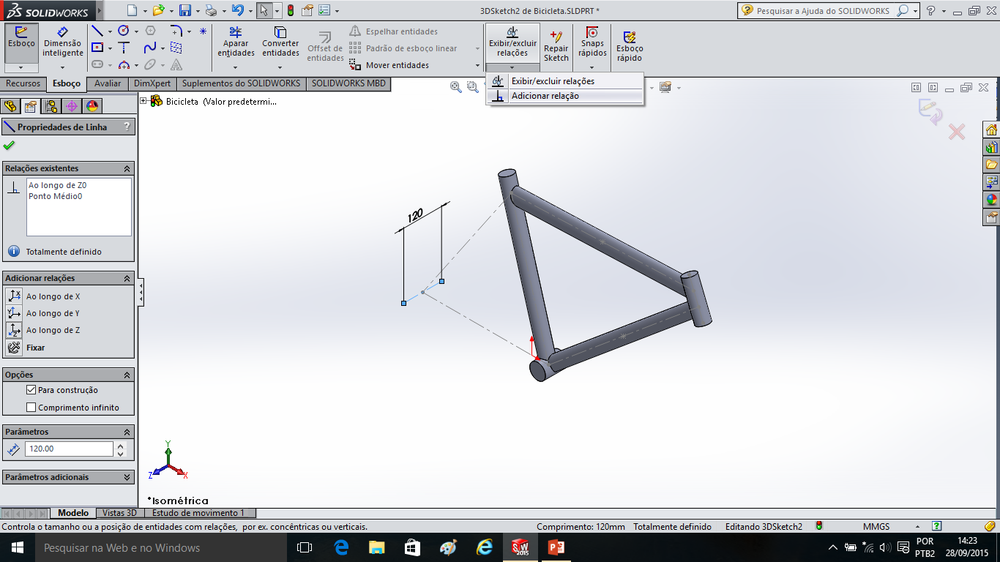 SOLIDWORKS
3DSketch2 de Bicicleta.SLDPRT *
Pesquisar a Ajuda do SOLIDWORKS
Esboço
Dimensão
inteligente
Aparar
entidades
Converter
entidades
Offset de
entidades
Espelhar entidades
Padrão de esboço linear
Mover entidades
Exibir/excluir
relações
Repair
Sketch
Snaps
rápidos
Esboço
rápido
Exibir/excluir relações
Adicionar relação
Recursos
Esboço
Avaliar
DimXpert
Suplementos do SOLIDWORKS
SOLIDWORKS MBD
Bicicleta (Valor predetermi...
Propriedades de Linha
?
Relações existentes
Ao longo de Z0
Ponto Médio0
Totalmente definido
Adicionar relações
Ao longo de X
Ao longo de Y
Ao longo de Z
Fixar
Opções
Para construção
Comprimento infinito
Parâmetros
120.00
Parâmetros adicionais
120
Y
Z
X
*Isométrica
Modelo
Vistas 3D
Estudo de movimento 1
Controla o tamanho ou a posição de entidades com relações, por ex. concêntricas ou verticais.
Comprimento: 120mm
Totalmente definido
Editando 3DSketch2
MMGS
?
Pesquisar na Web e no Windows
SW
2015
POR
PTB2
14:23
28/09/2015